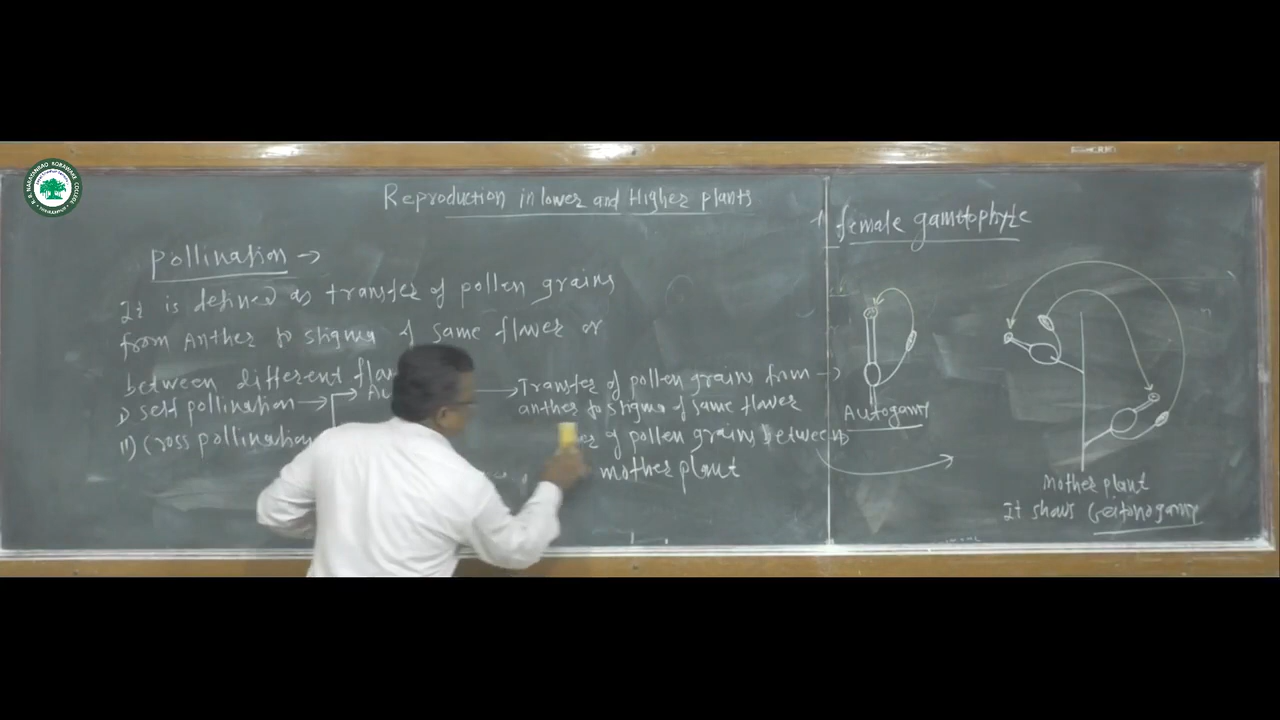 Reproduction in lower and Higher plants
female gametophyte
Pollination →
It is defined as transfer of pollen grains
from Anther to stigma of same flower or
between different
i) self pollination →
→ Transfer of pollen grains from →
anther to stigma of same flower
ii) Cross pollination
of pollen grains between
mother plant
Autogamy
Mother plant
It shows Geitonogamy